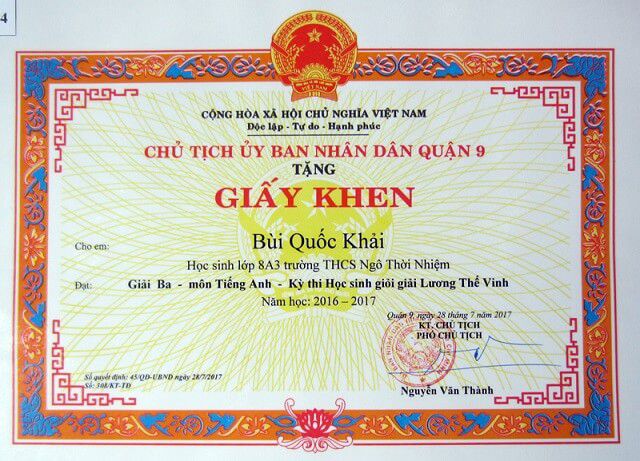 4
VIỆT NAM
CỘNG HÒA XÃ HỘI CHỦ NGHĨA VIỆT NAM
Độc lập - Tự do - Hạnh phúc
CHỦ TỊCH ỦY BAN NHÂN DÂN QUẬN 9
TẶNG
GIẤY KHEN
Cho em: Bùi Quốc Khải
Học sinh lớp 8A3 trường THCS Ngô Thời Nhiệm
Đạt: Giải Ba - môn Tiếng Anh - Kỳ thi Học sinh giỏi giải Lương Thế Vinh
Năm học: 2016 – 2017
Quận 9, ngày 28 tháng 7 năm 2017
KT. CHỦ TỊCH
PHÓ CHỦ TỊCH
Số quyết định: 45/QĐ-UBND ngày 28/7/2017
Số: 308/KT-TĐ
Nguyễn Văn Thành